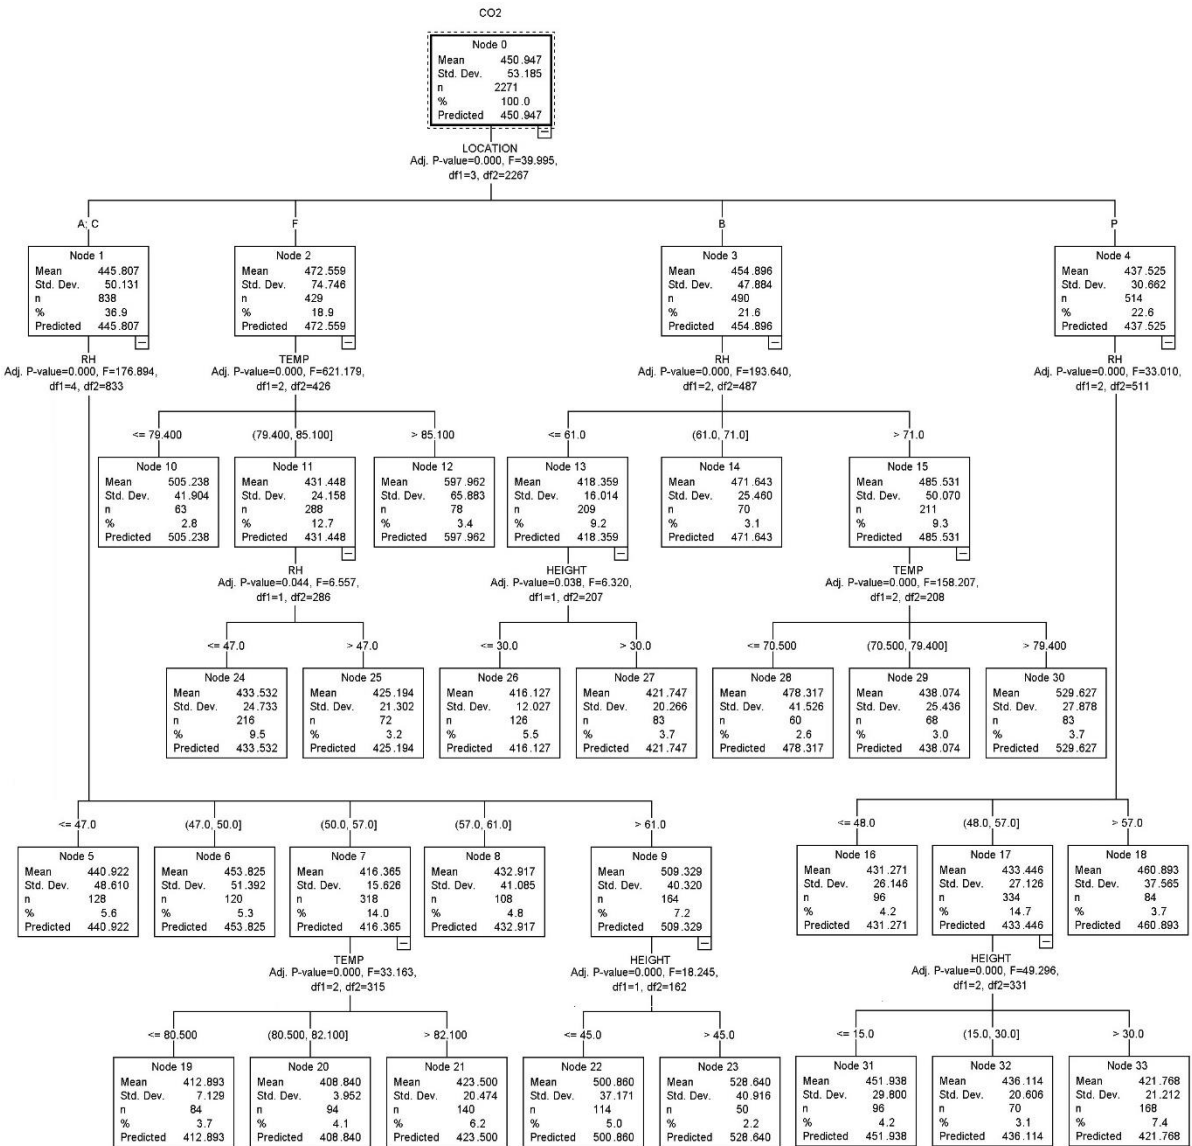 CO2
Node 0
Mean 450.947
Std. Dev. 53.185
n 2271
% 100.0
Predicted 450.947
LOCATION
Adj. P-value=0.000, F=39.995,
df1=3, df2=2267
A; C
F
B
P
Node 1
Mean 445.807
Std. Dev. 50.131
n 838
% 36.9
Predicted 445.807
RH
Adj. P-value=0.000, F=176.894,
df1=4, df2=833
Node 2
Mean 472.559
Std. Dev. 74.746
n 429
% 18.9
Predicted 472.559
TEMP
Adj. P-value=0.000, F=621.179,
df1=2, df2=426
Node 3
Mean 454.896
Std. Dev. 47.884
n 490
% 21.6
Predicted 454.896
RH
Adj. P-value=0.000, F=193.640,
df1=2, df2=487
Node 4
Mean 437.525
Std. Dev. 30.662
n 514
% 22.6
Predicted 437.525
RH
Adj. P-value=0.000, F=33.010,
df1=2, df2=511
<= 79.400
(79.400, 85.100]
> 85.100
<= 61.0
(61.0, 71.0]
> 71.0
Node 10
Mean 505.238
Std. Dev. 41.904
n 63
% 2.8
Predicted 505.238
Node 11
Mean 431.448
Std. Dev. 24.158
n 288
% 12.7
Predicted 431.448
RH
Adj. P-value=0.044, F=6.557,
df1=1, df2=286
Node 12
Mean 597.962
Std. Dev. 65.883
n 78
% 3.4
Predicted 597.962
Node 13
Mean 418.359
Std. Dev. 16.014
n 209
% 9.2
Predicted 418.359
HEIGHT
Adj. P-value=0.038, F=6.320,
df1=1, df2=207
Node 14
Mean 471.643
Std. Dev. 25.460
n 70
% 3.1
Predicted 471.643
Node 15
Mean 485.531
Std. Dev. 50.070
n 211
% 9.3
Predicted 485.531
TEMP
Adj. P-value=0.000, F=158.207,
df1=2, df2=208
<= 47.0
> 47.0
<= 30.0
> 30.0
<= 70.500
(70.500, 79.400]
> 79.400
Node 24
Mean 433.532
Std. Dev. 24.733
n 216
% 9.5
Predicted 433.532
Node 25
Mean 425.194
Std. Dev. 21.302
n 72
% 3.2
Predicted 425.194
Node 26
Mean 416.127
Std. Dev. 12.027
n 126
% 5.5
Predicted 416.127
Node 27
Mean 421.747
Std. Dev. 20.266
n 83
% 3.7
Predicted 421.747
Node 28
Mean 478.317
Std. Dev. 41.526
n 60
% 2.6
Predicted 478.317
Node 29
Mean 438.074
Std. Dev. 25.436
n 68
% 3.0
Predicted 438.074
Node 30
Mean 529.627
Std. Dev. 27.878
n 83
% 3.7
Predicted 529.627
<= 47.0
(47.0, 50.0]
(50.0, 57.0]
(57.0, 61.0]
> 61.0
<= 48.0
(48.0, 57.0]
> 57.0
Node 5
Mean 440.922
Std. Dev. 48.610
n 128
% 5.6
Predicted 440.922
Node 6
Mean 453.825
Std. Dev. 51.392
n 120
% 5.3
Predicted 453.825
Node 7
Mean 416.365
Std. Dev. 15.626
n 318
% 14.0
Predicted 416.365
TEMP
Adj. P-value=0.000, F=33.163,
df1=2, df2=315
Node 8
Mean 432.917
Std. Dev. 41.085
n 108
% 4.8
Predicted 432.917
Node 9
Mean 509.329
Std. Dev. 40.320
n 164
% 7.2
Predicted 509.329
HEIGHT
Adj. P-value=0.000, F=18.245,
df1=1, df2=162
Node 16
Mean 431.271
Std. Dev. 26.146
n 96
% 4.2
Predicted 431.271
Node 17
Mean 433.446
Std. Dev. 27.126
n 334
% 14.7
Predicted 433.446
HEIGHT
Adj. P-value=0.000, F=49.296,
df1=2, df2=331
Node 18
Mean 460.893
Std. Dev. 37.565
n 84
% 3.7
Predicted 460.893
<= 80.500
(80.500, 82.100]
> 82.100
<= 45.0
> 45.0
<= 15.0
(15.0, 30.0]
> 30.0
Node 19
Mean 412.893
Std. Dev. 7.129
n 84
% 3.7
Predicted 412.893
Node 20
Mean 408.840
Std. Dev. 3.952
n 94
% 4.1
Predicted 408.840
Node 21
Mean 423.500
Std. Dev. 20.474
n 140
% 6.2
Predicted 423.500
Node 22
Mean 500.860
Std. Dev. 37.171
n 114
% 5.0
Predicted 500.860
Node 23
Mean 528.640
Std. Dev. 40.916
n 50
% 2.2
Predicted 528.640
Node 31
Mean 451.938
Std. Dev. 29.800
n 96
% 4.2
Predicted 451.938
Node 32
Mean 436.114
Std. Dev. 20.606
n 70
% 3.1
Predicted 436.114
Node 33
Mean 421.768
Std. Dev. 21.212
n 168
% 7.4
Predicted 421.768